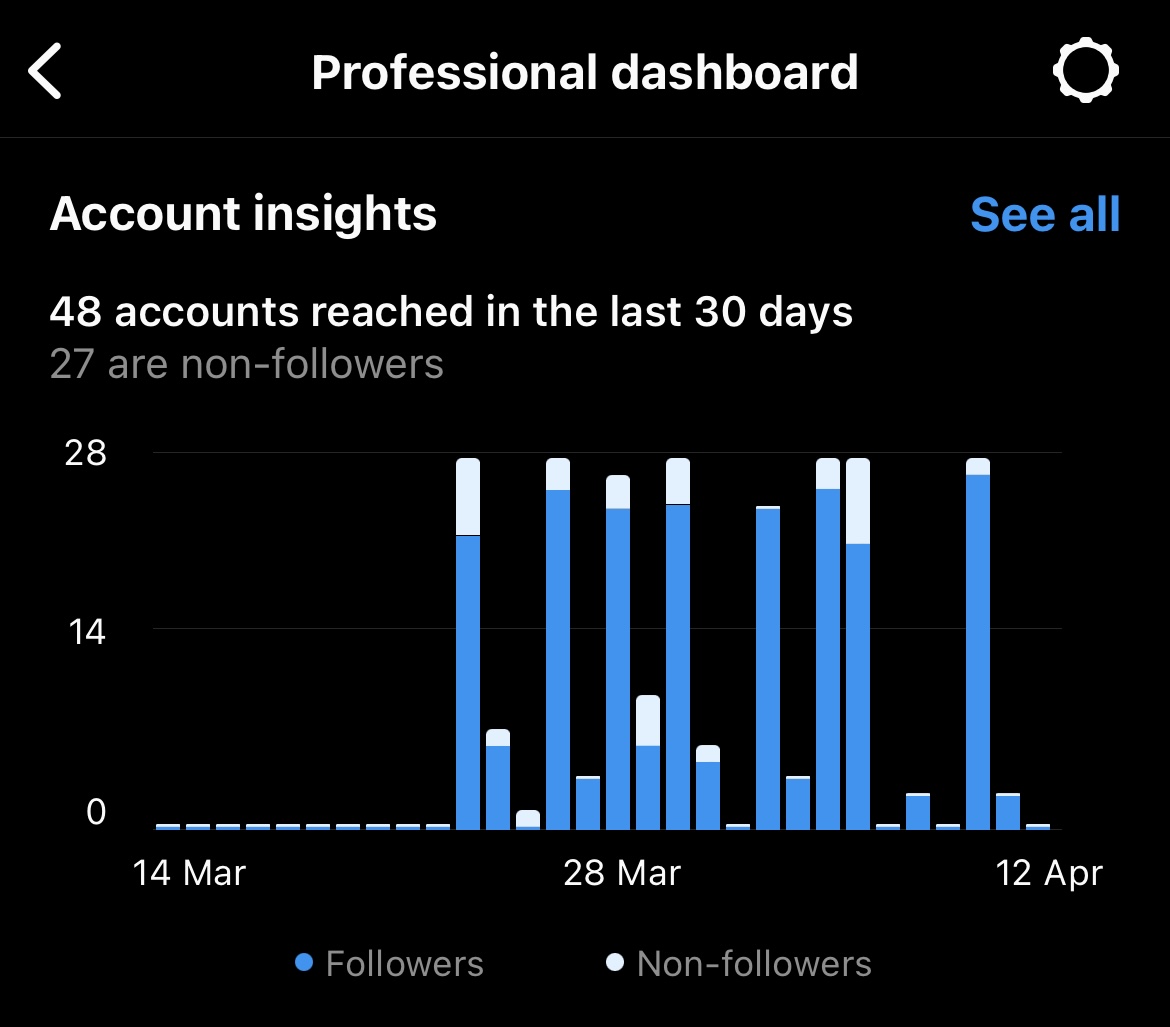 Professional dashboard
Account insights
See all
48 accounts reached in the last 30 days
27 are non-followers
28
14
0
14 Mar
28 Mar
12 Apr
Followers
Non-followers